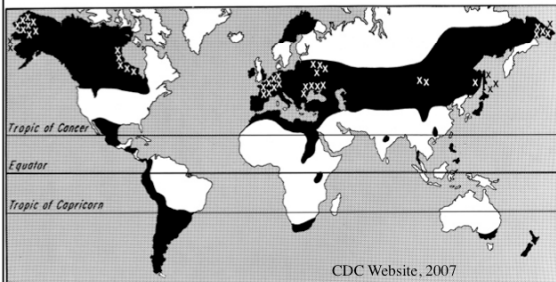 Tropic of Cancer
Equator
Tropic of Capricorn
CDC Website, 2007